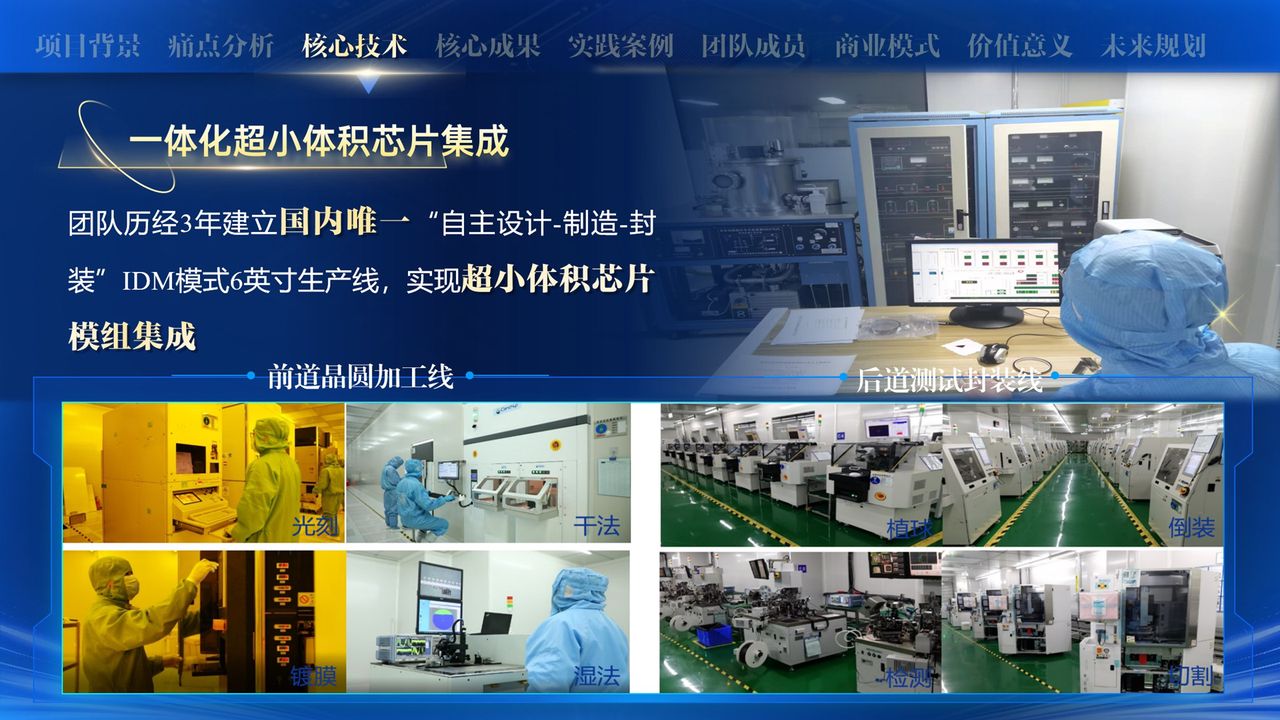 项目背景 痛点分析 核心技术 核心成果 实践案例 团队成员 商业模式 价值意义 未来规划
一体化超小体积芯片集成
团队历经3年建立国内唯一“自主设计-制造-封
装”IDM模式6英寸生产线，实现超小体积芯片
模组集成
前道晶圆加工线
后道测试封装线
光刻
干法
植球
倒装
镀膜
湿法
检测
切割